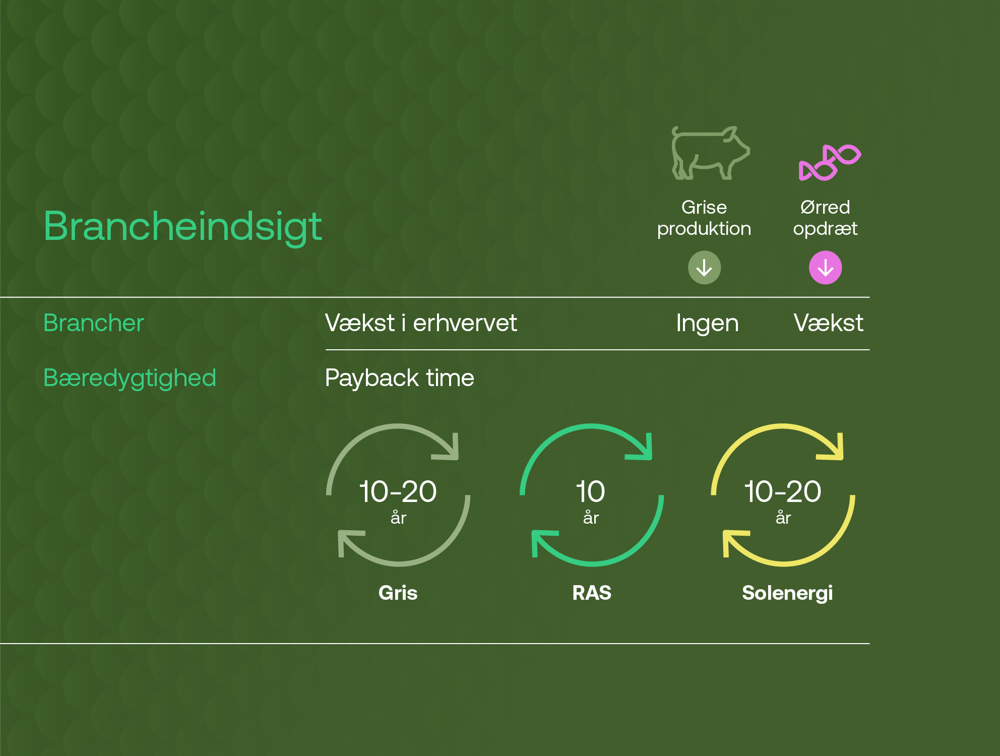 Grise
produktion
Ørred
opdræt
Brancheindsigt
Brancher
Vækst i erhvervet
Ingen
Vækst
Bæredygtighed
Payback time
10-20
år
Gris
10
år
RAS
10-20
år
Solenergi